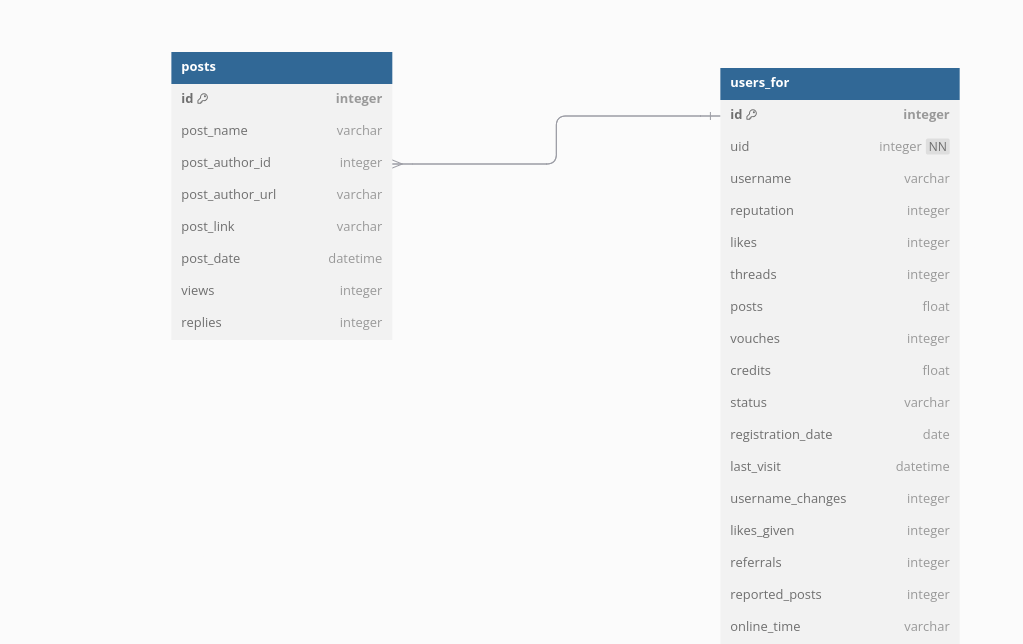 posts
id integer
post_name varchar
post_author_id integer
post_author_url varchar
post_link varchar
post_date datetime
views integer
replies integer
users_for
id integer
uid integer NN
username varchar
reputation integer
likes integer
threads integer
posts float
vouches integer
credits float
status varchar
registration_date date
last_visit datetime
username_changes integer
likes_given integer
referrals integer
reported_posts integer
online_time varchar